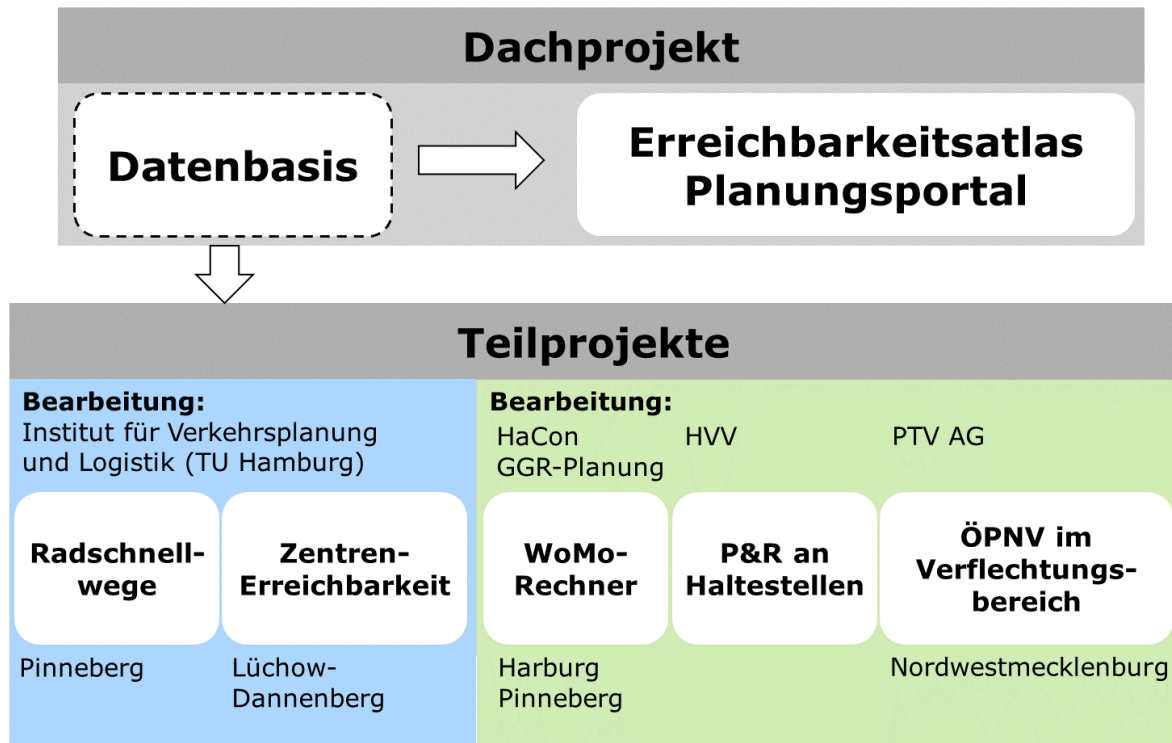 Dachprojekt
Datenbasis
Erreichbarkeitsatlas
Planungsportal
Teilprojekte
Bearbeitung:
Institut für Verkehrsplanung
und Logistik (TU Hamburg)
Radschnell-
wege
Zentren-
Erreichbarkeit
Pinneberg
Lüchow-
Dannenberg
Bearbeitung:
HaCon
GGR-Planung
HVV
PTV AG
WoMo-
Rechner
P&R an
Haltestellen
ÖPNV im
Verflechtungs-
bereich
Harburg
Pinneberg
Nordwestmecklenburg